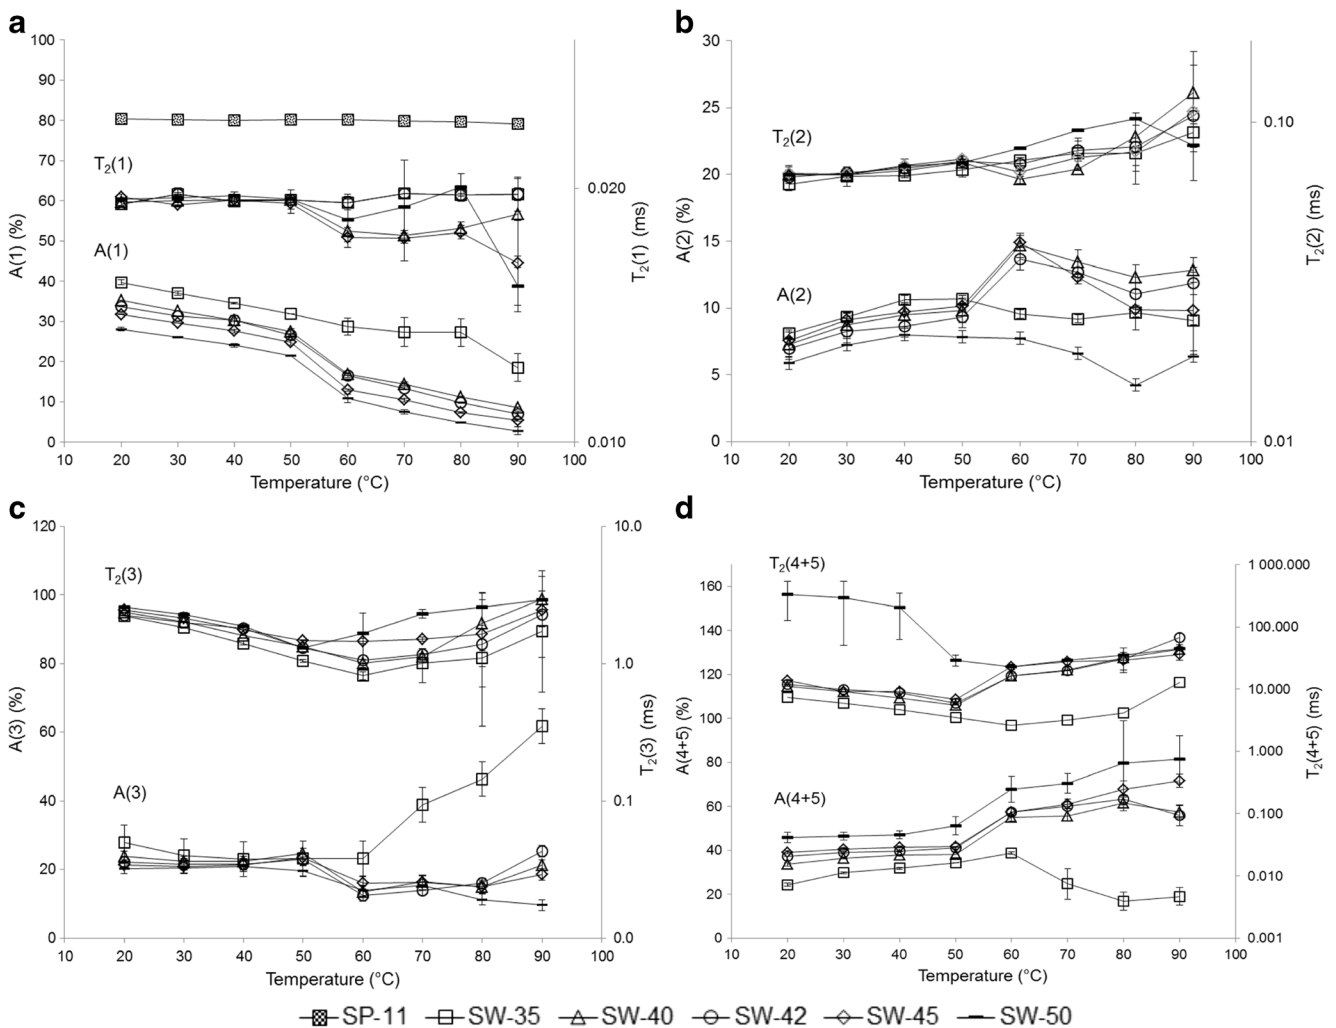 a
100
90
80
70
60
50
40
30
20
10
0
A(1) (%)
T2(1)
A(1)
0.020
0.010
T2(1) (ms)
10 20 30 40 50 60 70 80 90 100
Temperature (°C)
b
30
25
20
15
10
5
0
A(2) (%)
T2(2)
A(2)
0.10
0.01
T2(2) (ms)
10 20 30 40 50 60 70 80 90 100
Temperature (°C)
c
120
100
80
60
40
20
0
A(3) (%)
T2(3)
A(3)
10.0
1.0
0.1
0.0
T2(3) (ms)
10 20 30 40 50 60 70 80 90 100
Temperature (°C)
d
160
140
120
100
80
60
40
20
0
A(4+5) (%)
T2(4+5)
A(4+5)
1 000.000
100.000
10.000
1.000
0.100
0.010
0.001
T2(4+5) (ms)
10 20 30 40 50 60 70 80 90 100
Temperature (°C)
SP-11 SW-35 SW-40 SW-42 SW-45 SW-50